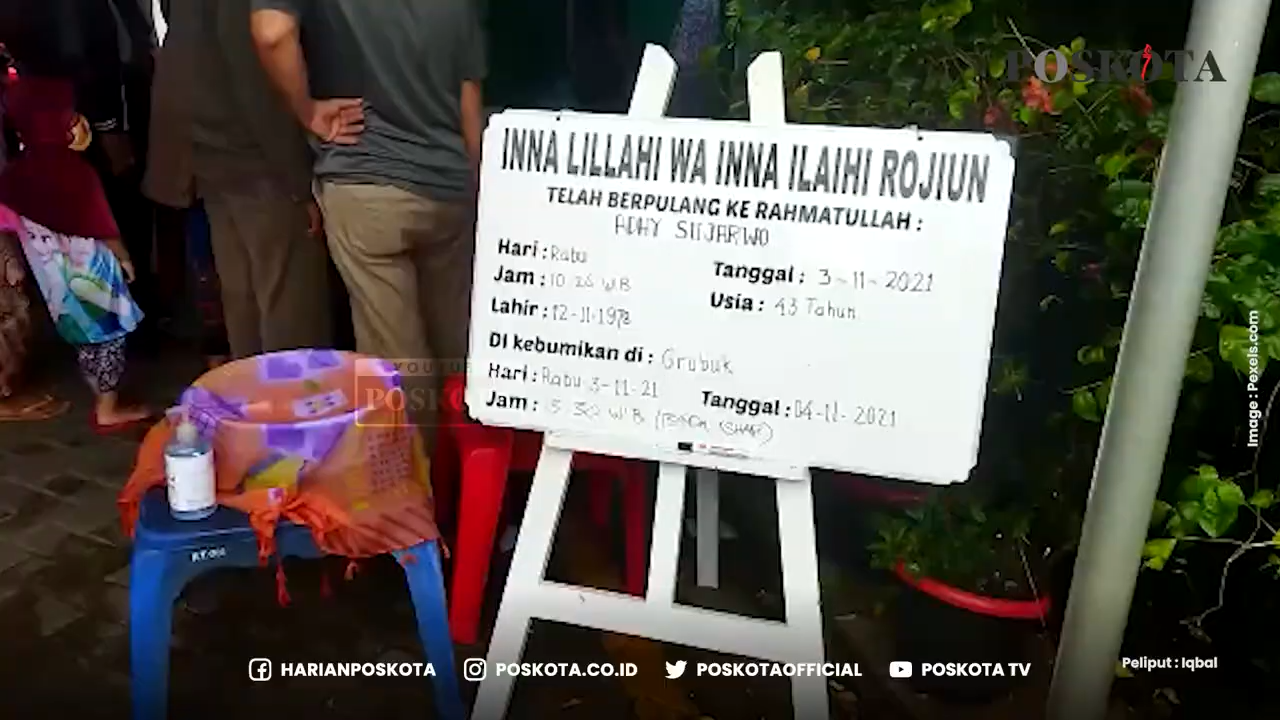 POSKOTA
INNA LILLAHI WA INNA ILAIHI ROJIUN
TELAH BERPULANG KE RAHMATULLAH :
ADHY SUJARWO
Hari : Rabu
Tanggal : 3-11-2021
Jam : 10.26 WIB
Usia : 43 Tahun
Lahir : 12-11-1978
Di kebumikan di : Grubuk
Hari : Rabu 3-11-21
Tanggal : 04-11-2021
Jam :
YOUTUBE
Image : Pexels.com
Peliput : Iqbal
HARIANPOSKOTA
POSKOTA.CO.ID
POSKOTAOFFICIAL
POSKOTA TV